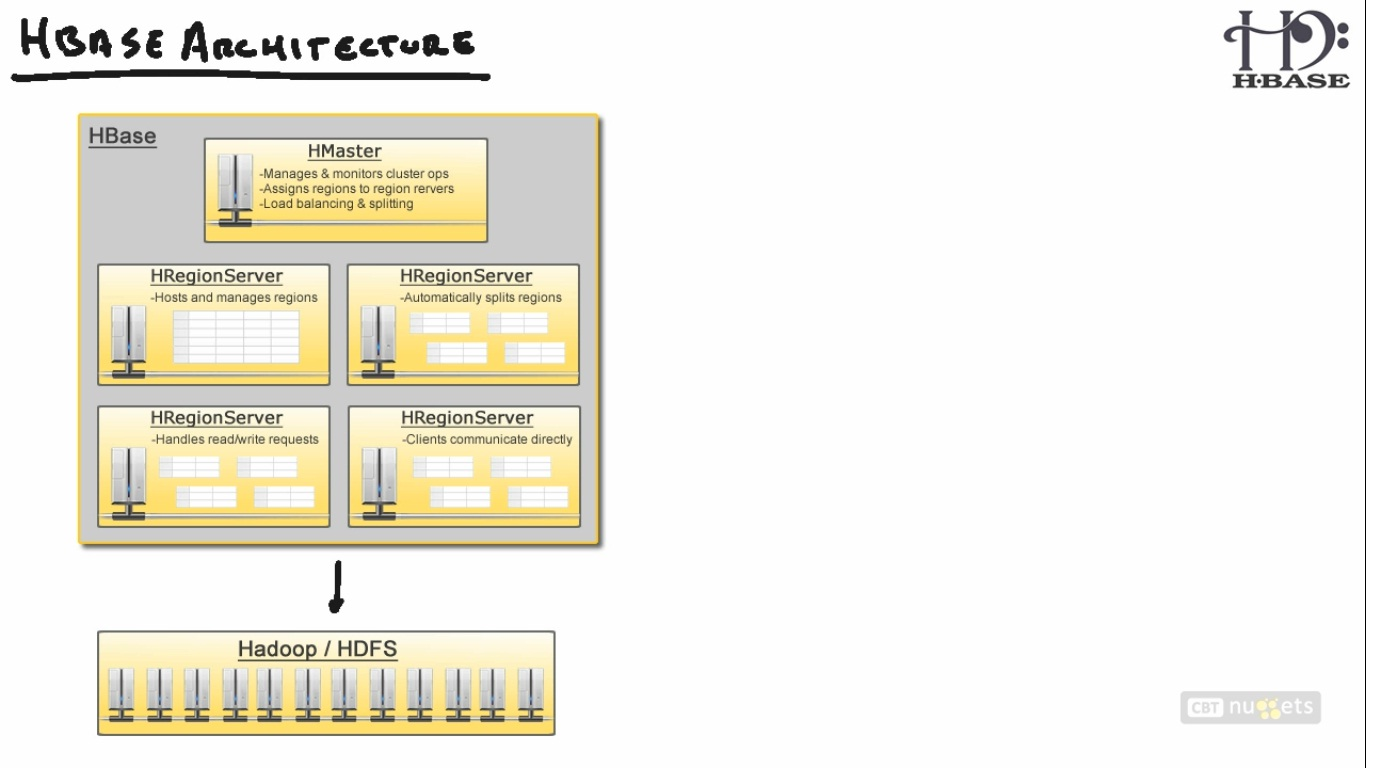 HBASE ARCHITECTURE
H·BASE
HBase
HMaster
-Manages & monitors cluster ops
-Assigns regions to region rervers
-Load balancing & splitting
HRegionServer
-Hosts and manages regions
HRegionServer
-Automatically splits regions
HRegionServer
-Handles read/write requests
HRegionServer
-Clients communicate directly
Hadoop / HDFS
CBT nuggets